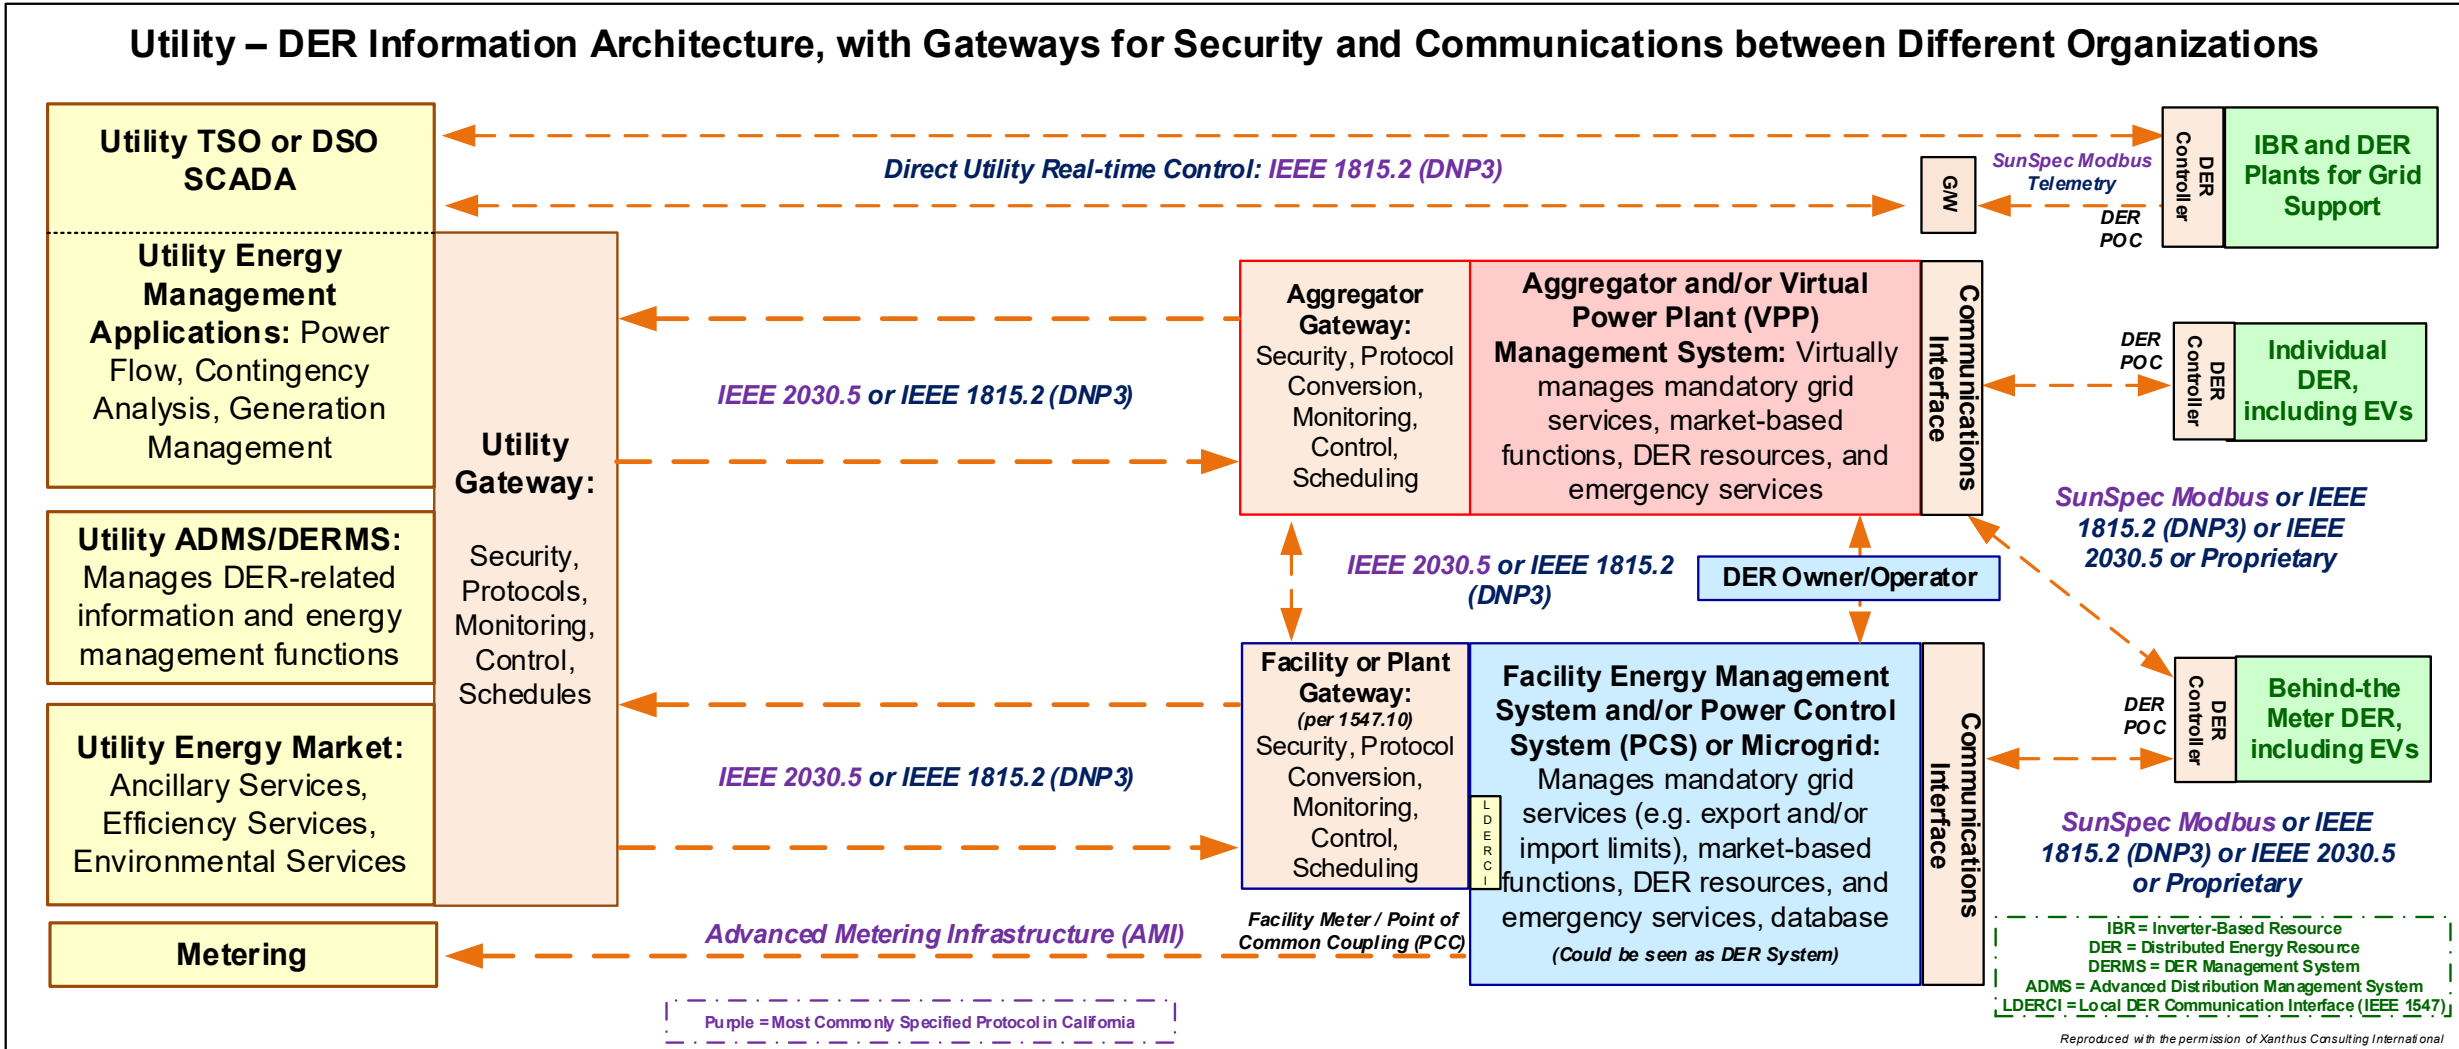 Utility – DER Information Architecture, with Gateways for Security and Communications between Different Organizations
Utility TSO or DSO
SCADA
Utility Energy
Management
Applications: Power
Flow, Contingency
Analysis, Generation
Management
Utility ADMS/DERMS:
Manages DER-related
information and energy
management functions
Utility Energy Market:
Ancillary Services,
Efficiency Services,
Environmental Services
Metering
Utility
Gateway:
Security,
Protocols,
Monitoring,
Control,
Schedules
Direct Utility Real-time Control: IEEE 1815.2 (DNP3)
IEEE 2030.5 or IEEE 1815.2 (DNP3)
IEEE 2030.5 or IEEE 1815.2 (DNP3)
Advanced Metering Infrastructure (AMI)
Purple = Most Commonly Specified Protocol in California
Aggregator
Gateway:
Security, Protocol
Conversion,
Monitoring,
Control,
Scheduling
Aggregator and/or Virtual
Power Plant (VPP)
Management System: Virtually
manages mandatory grid
services, market-based
functions, DER resources, and
emergency services
Communications
Interface
IEEE 2030.5 or IEEE 1815.2
(DNP3)
DER Owner/Operator
Facility or Plant
Gateway:
(per 1547.10)
Security, Protocol
Conversion,
Monitoring,
Control,
Scheduling
Facility Meter / Point of
Common Coupling (PCC)
LDERCI
Facility Energy Management
System and/or Power Control
System (PCS) or Microgrid:
Manages mandatory grid
services (e.g. export and/or
import limits), market-based
functions, DER resources, and
emergency services, database
(Could be seen as DER System)
Communications
Interface
G/W
SunSpec Modbus
Telemetry
DER
POC
DER
Controller
IBR and DER
Plants for Grid
Support
DER
POC
DER
Controller
Individual
DER,
including EVs
SunSpec Modbus or IEEE
1815.2 (DNP3) or IEEE
2030.5 or Proprietary
DER
POC
DER
Controller
Behind-the
Meter DER,
including EVs
SunSpec Modbus or IEEE
1815.2 (DNP3) or IEEE 2030.5
or Proprietary
IBR = Inverter-Based Resource
DER = Distributed Energy Resource
DERMS = DER Management System
ADMS = Advanced Distribution Management System
LDERCI = Local DER Communication Interface (IEEE 1547)
Reproduced with the permission of Xanthus Consulting International